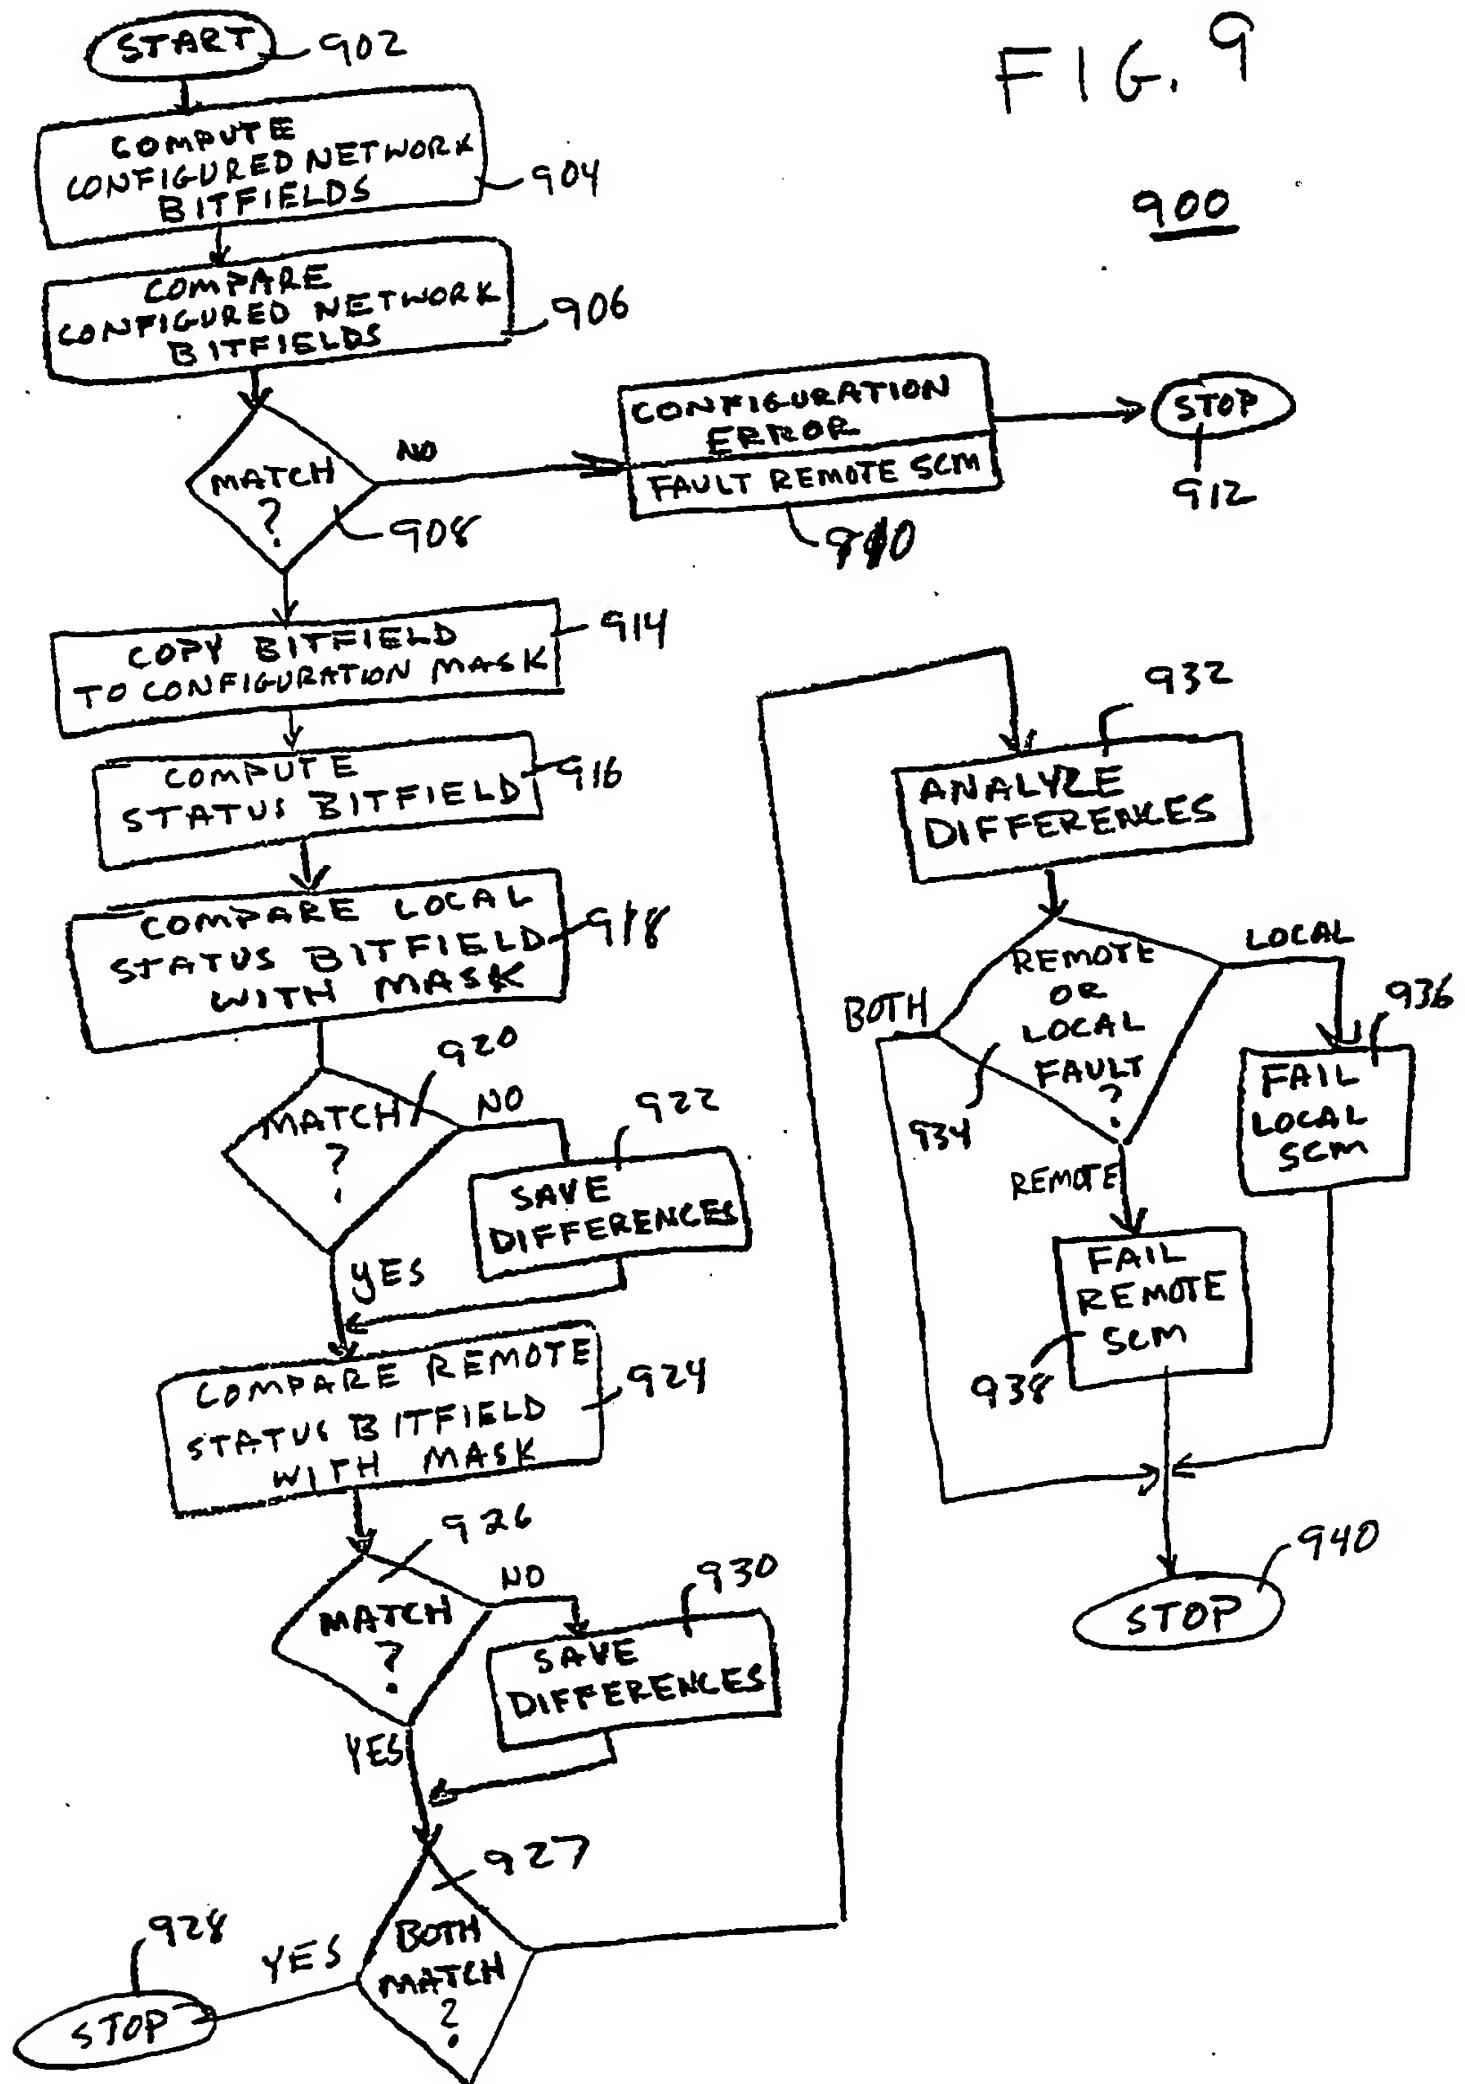 FIG. 9
900
START
902
COMPUTE
CONFIGURED NETWORK
BITFIELDS
904
COMPARE
CONFIGURED NETWORK
BITFIELDS
906
MATCH
?
908
NO
CONFIGURATION
ERROR
FAULT REMOTE SCM
STOP
912
COPY BITFIELD
TO CONFIGURATION MASK
914
COMPUTE
STATUS BITFIELD
916
COMPARE LOCAL
STATUS BITFIELD
WITH MASK
918
MATCH
?
920
NO
922
SAVE
DIFFERENCES
YES
COMPARE REMOTE
STATUS BITFIELD
WITH MASK
924
MATCH
?
926
NO
930
SAVE
DIFFERENCES
YES
927
BOTH
MATCH
?
YES
928
STOP
932
ANALYZE
DIFFERENCES
REMOTE
OR
LOCAL
FAULT
?
934
BOTH
LOCAL
936
FAIL
LOCAL
SCM
REMOTE
FAIL
REMOTE
SCM
938
940
STOP